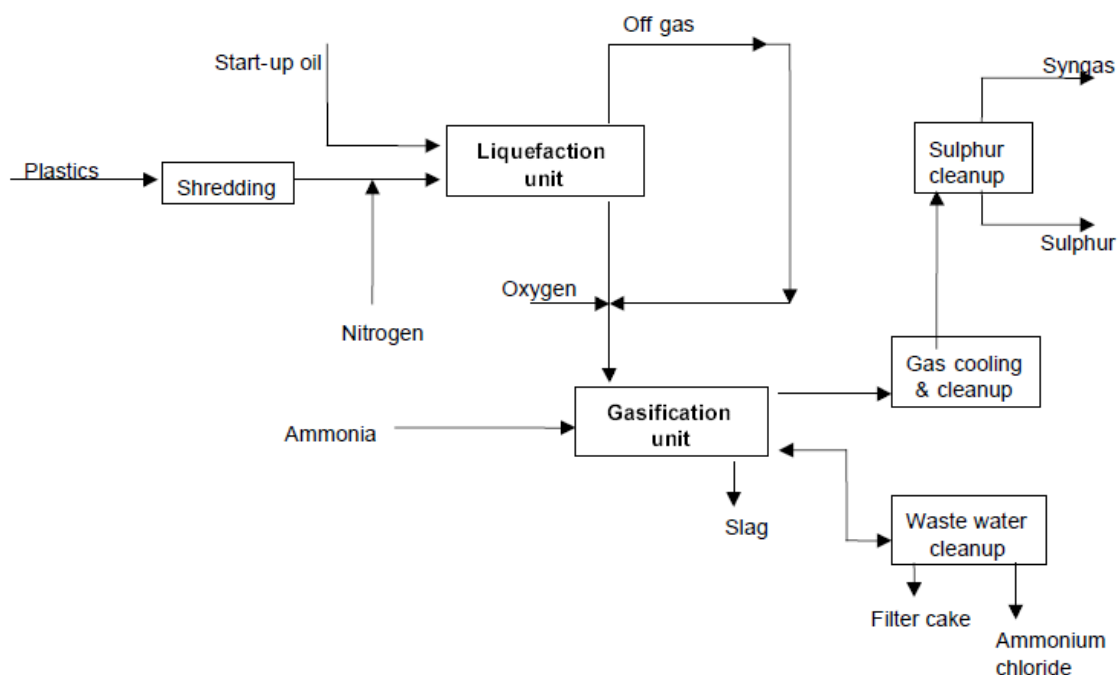 Off gas
Start-up oil
Syngas
Liquefaction
unit
Sulphur
cleanup
Plastics
Shredding
Sulphur
Oxygen
Nitrogen
Gas cooling
& cleanup
Gasification
unit
Ammonia
Slag
Waste water
cleanup
Filter cake
Ammonium
chloride